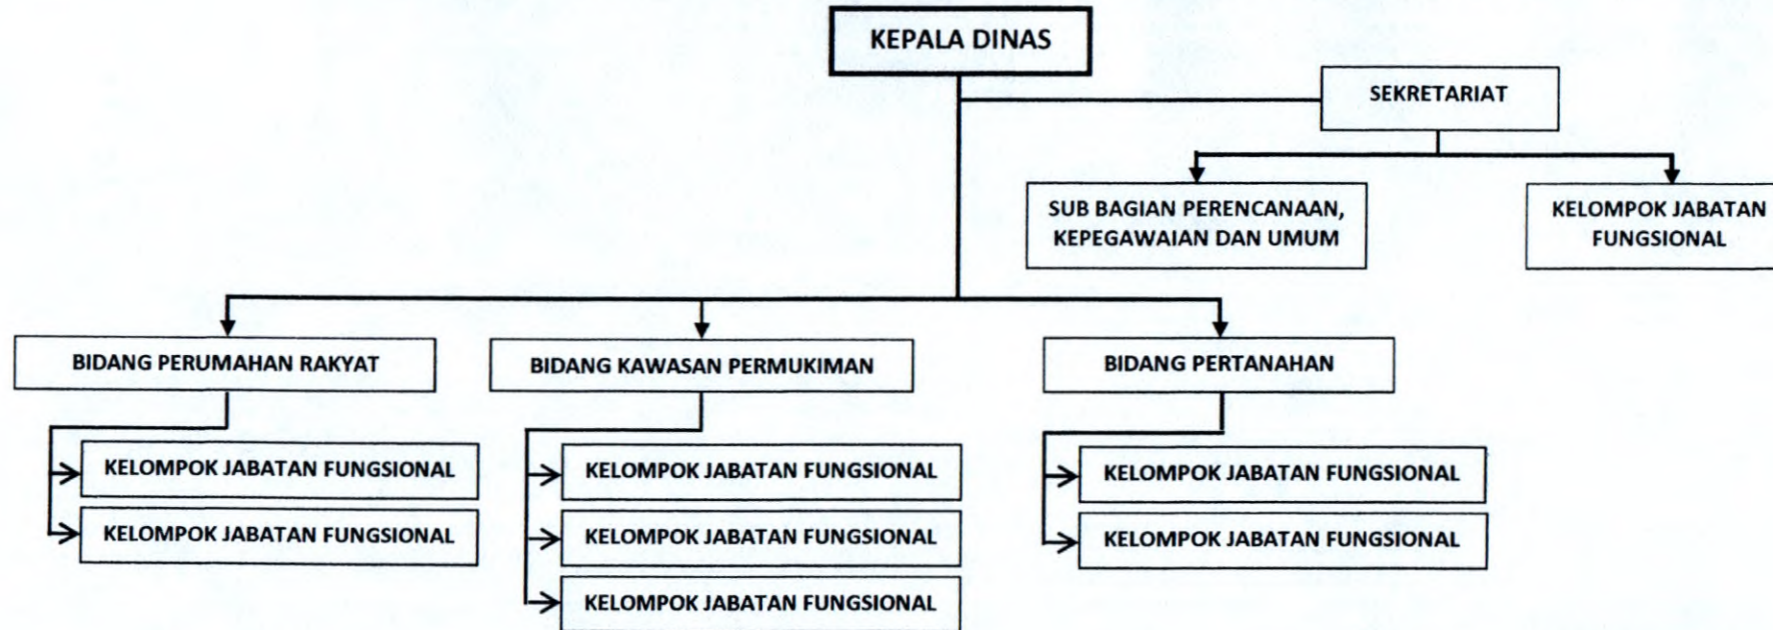 KEPALA DINAS
SEKRETARIAT
SUB BAGIAN PERENCANAAN,
KEPEGAWAIAN DAN UMUM
KELOMPOK JABATAN
FUNGSIONAL
BIDANG PERUMAHAN RAKYAT
KELOMPOK JABATAN FUNGSIONAL
KELOMPOK JABATAN FUNGSIONAL
BIDANG KAWASAN PERMUKIMAN
KELOMPOK JABATAN FUNGSIONAL
KELOMPOK JABATAN FUNGSIONAL
KELOMPOK JABATAN FUNGSIONAL
BIDANG PERTANAHAN
KELOMPOK JABATAN FUNGSIONAL
KELOMPOK JABATAN FUNGSIONAL